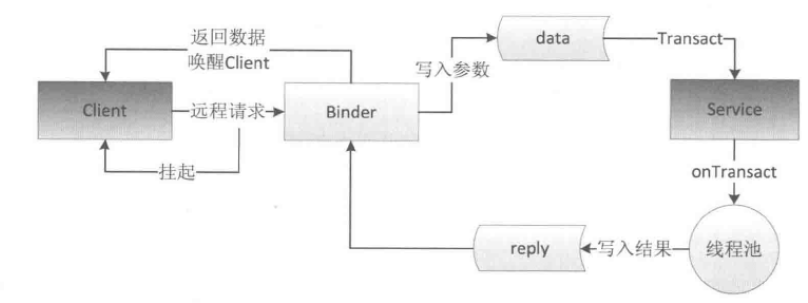 返回数据
唤醒Client
data
Transact
写入参数
Client
远程请求
Binder
Service
挂起
onTransact
reply
写入结果
线程池